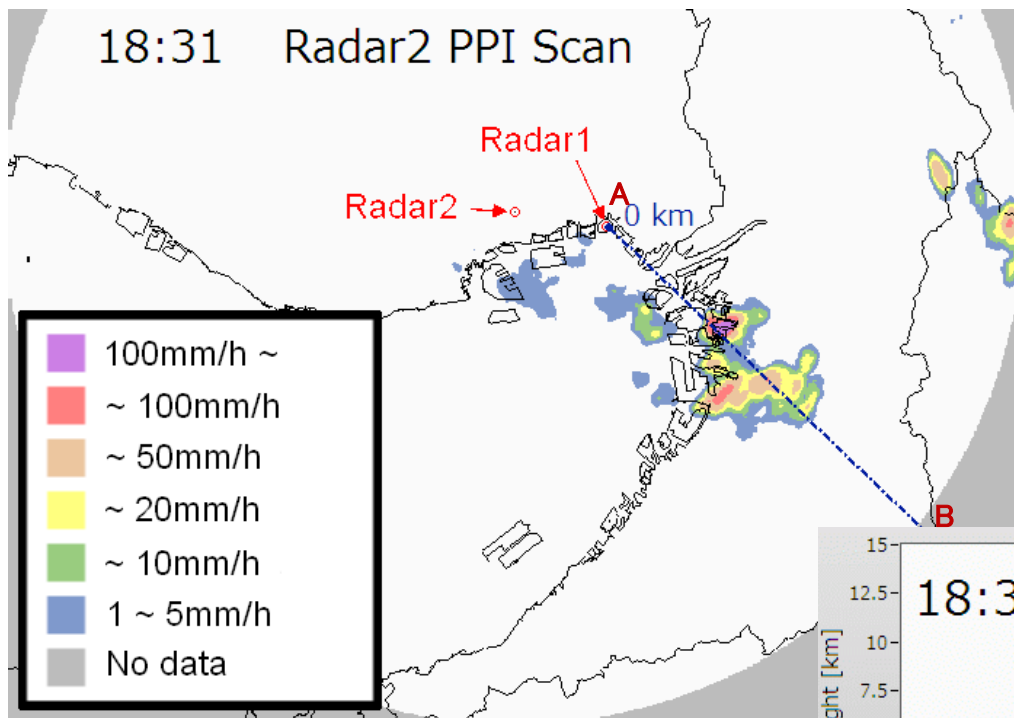 18:31 Radar2 PPI Scan
Radar1
A
Radar2
0 km
100mm/h ~
~ 100mm/h
~ 50mm/h
~ 20mm/h
~ 10mm/h
1 ~ 5mm/h
No data
B
15
12.5
10
7.5
18:3
ght [km]